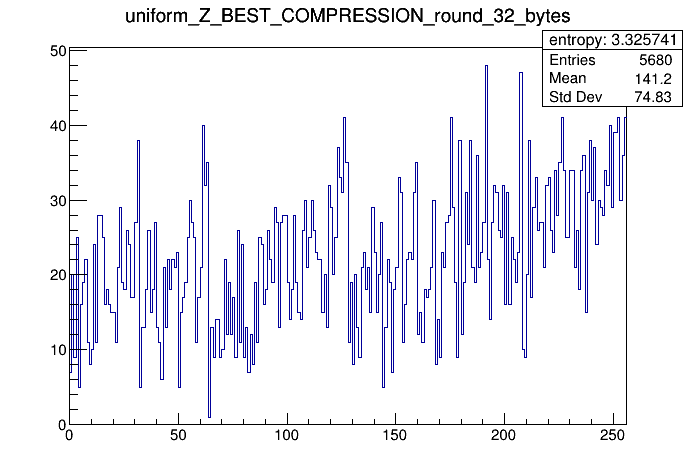 uniform_Z_BEST_COMPRESSION_round_32_bytes
entropy: 3.325741
Entries 5680
Mean 141.2
Std Dev 74.83
50
40
30
20
10
0
0 50 100 150 200 250